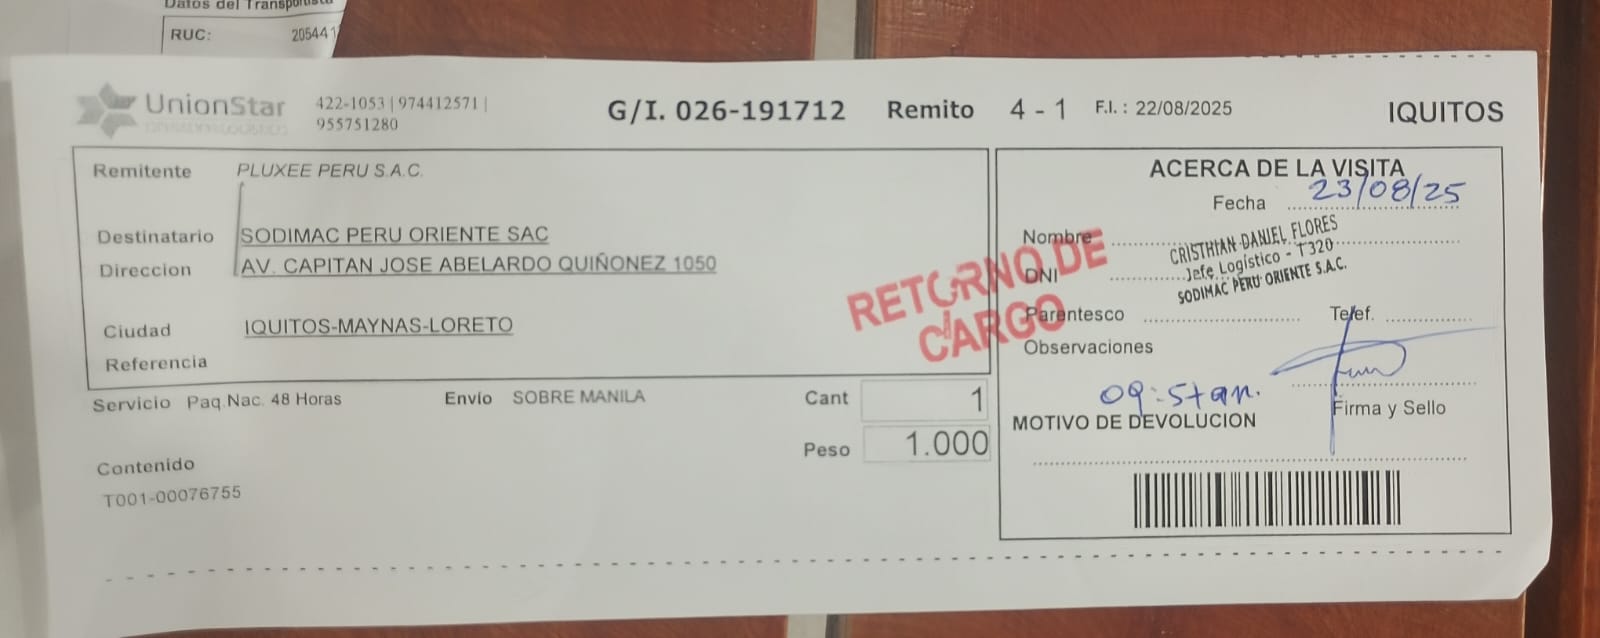 Datos del Transportista
RUC: 205441
UnionStar
422-1053 | 974412571 |
955751280
G/I. 026-191712 Remito 4 - 1 F.I. : 22/08/2025 IQUITOS
Remitente PLUXEE PERU S.A.C.
Destinatario SODIMAC PERU ORIENTE SAC
Direccion AV. CAPITAN JOSE ABELARDO QUIÑONEZ 1050
Ciudad IQUITOS-MAYNAS-LORETO
Referencia
RETORNO DE
CARGO
Servicio Paq.Nac. 48 Horas Envío SOBRE MANILA Cant 1
Peso 1.000
Contenido
T001-00076755
ACERCA DE LA VISITA
Fecha 23/08/25
Nombre
CRISTHIAN DANIEL FLORES
DNI
Jefe Logístico - T320
SODIMAC PERU ORIENTE S.A.C.
Parentesco Telef.
Observaciones
09:57am.
Firma y Sello
MOTIVO DE DEVOLUCION